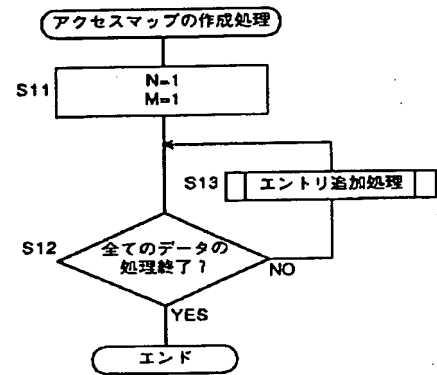 アクセスマップの作成処理
S11
N=1
M=1
S13
エントリ追加処理
S12
全てのデータの
処理終了?
NO
YES
エンド